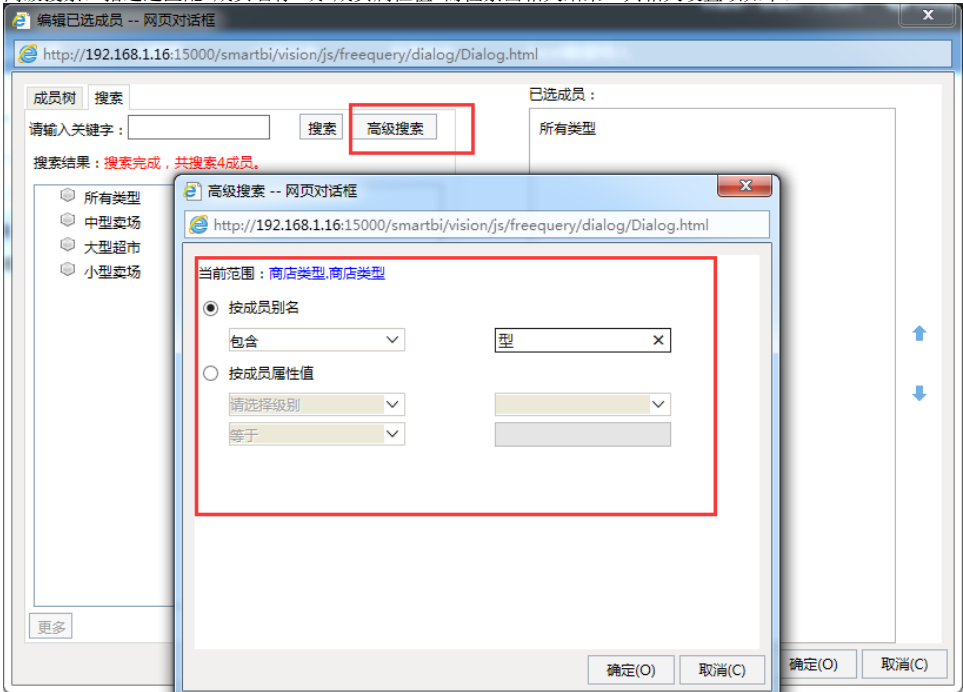 编辑已选成员 -- 网页对话框
x
http://192.168.1.16:15000/smartbi/vision/js/freequery/dialog/Dialog.html
成员树 搜索
已选成员：
请输入关键字：
搜索 高级搜索
所有类型
搜索结果：搜索完成，共搜索4成员。
所有类型
中型卖场
大型超市
小型卖场
更多
高级搜索 -- 网页对话框
x
http://192.168.1.16:15000/smartbi/vision/js/freequery/dialog/Dialog.html
当前范围：商店类型.商店类型
按成员别名
包含 型
按成员属性值
请选择级别
等于
确定(O) 取消(C)
确定(O) 取消(C)